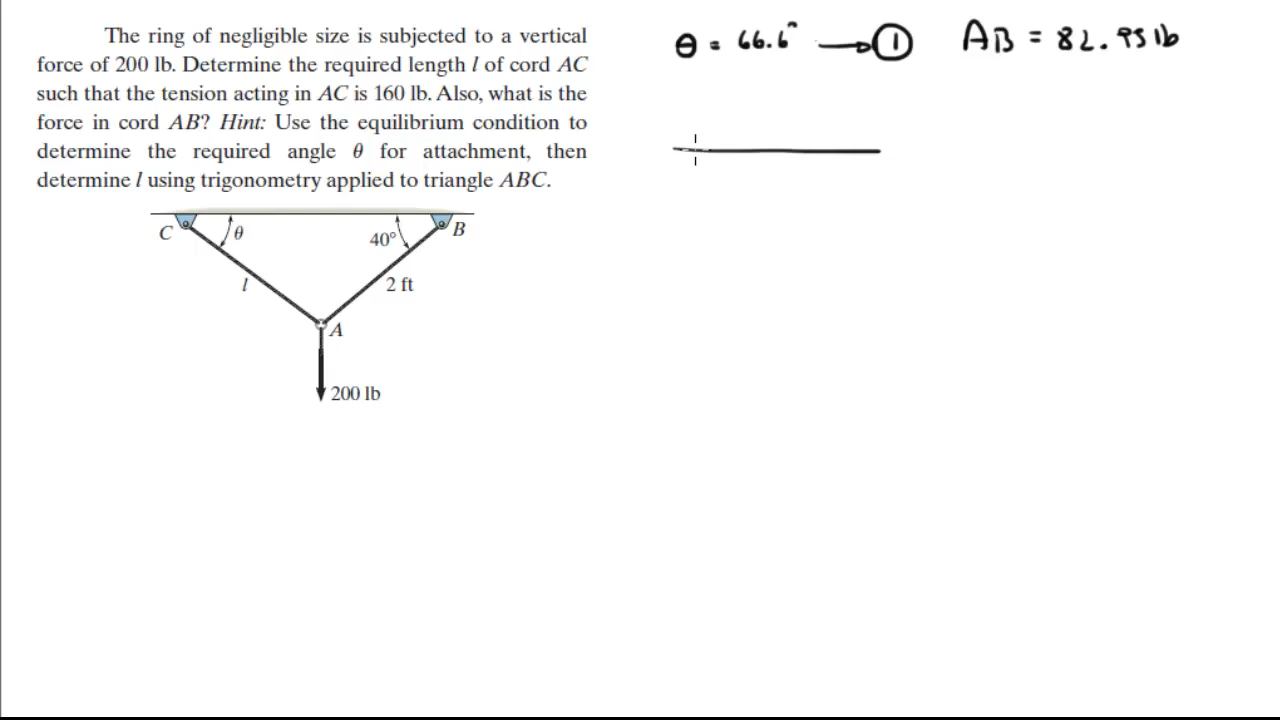 The ring of negligible size is subjected to a vertical
force of 200 lb. Determine the required length l of cord AC
such that the tension acting in AC is 160 lb. Also, what is the
force in cord AB? Hint: Use the equilibrium condition to
determine the required angle θ for attachment, then
determine l using trigonometry applied to triangle ABC.
C
θ
40°
B
l
2 ft
A
200 lb
θ = 66.6° → ① AB = 82.95 lb